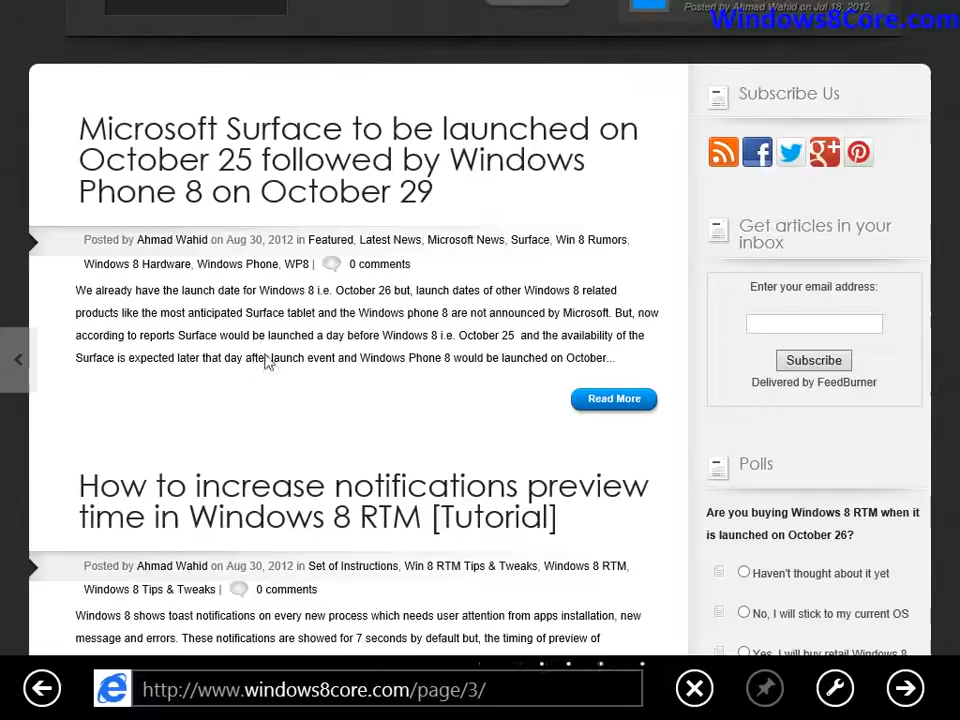 Posted by Ahmad Wahid on Jul 18, 2012
Windows8Core.com
Microsoft Surface to be launched on
October 25 followed by Windows
Phone 8 on October 29
Posted by Ahmad Wahid on Aug 30, 2012 in Featured, Latest News, Microsoft News, Surface, Win 8 Rumors,
Windows 8 Hardware, Windows Phone, WP8 | 0 comments
We already have the launch date for Windows 8 i.e. October 26 but, launch dates of other Windows 8 related
products like the most anticipated Surface tablet and the Windows phone 8 are not announced by Microsoft. But, now
according to reports Surface would be launched a day before Windows 8 i.e. October 25 and the availability of the
Surface is expected later that day after launch event and Windows Phone 8 would be launched on October...
Read More
How to increase notifications preview
time in Windows 8 RTM [Tutorial]
Posted by Ahmad Wahid on Aug 30, 2012 in Set of Instructions, Win 8 RTM Tips & Tweaks, Windows 8 RTM,
Windows 8 Tips & Tweaks | 0 comments
Windows 8 shows toast notifications on every new process which needs user attention from apps installation, new
message and errors. These notifications are showed for 7 seconds by default but, the timing of preview of
Subscribe Us
Get articles in your
inbox
Enter your email address:
Subscribe
Delivered by FeedBurner
Polls
Are you buying Windows 8 RTM when it
is launched on October 26?
Haven't thought about it yet
No, I will stick to my current OS
Yes, I will buy retail Windows 8
http://www.windows8core.com/page/3/